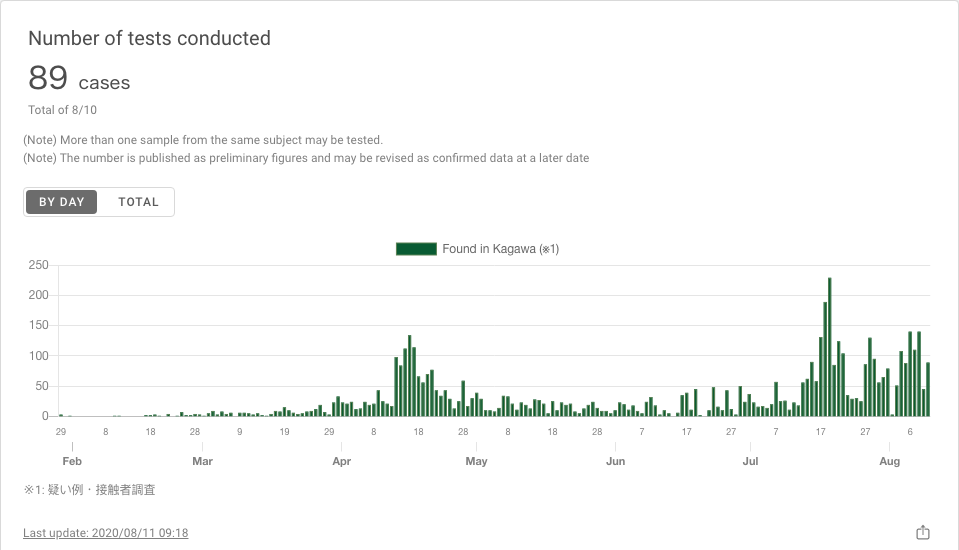 Number of tests conducted
89 cases
Total of 8/10
(Note) More than one sample from the same subject may be tested.
(Note) The number is published as preliminary figures and may be revised as confirmed data at a later date
BY DAY TOTAL
Found in Kagawa (※1)
250
200
150
100
50
0
29 8 18 28 9 19 29 8 18 28 8 18 28 7 17 27 7 17 27 6
Feb Mar Apr May Jun Jul Aug
※1: 疑い例・接触者調査
Last update: 2020/08/11 09:18